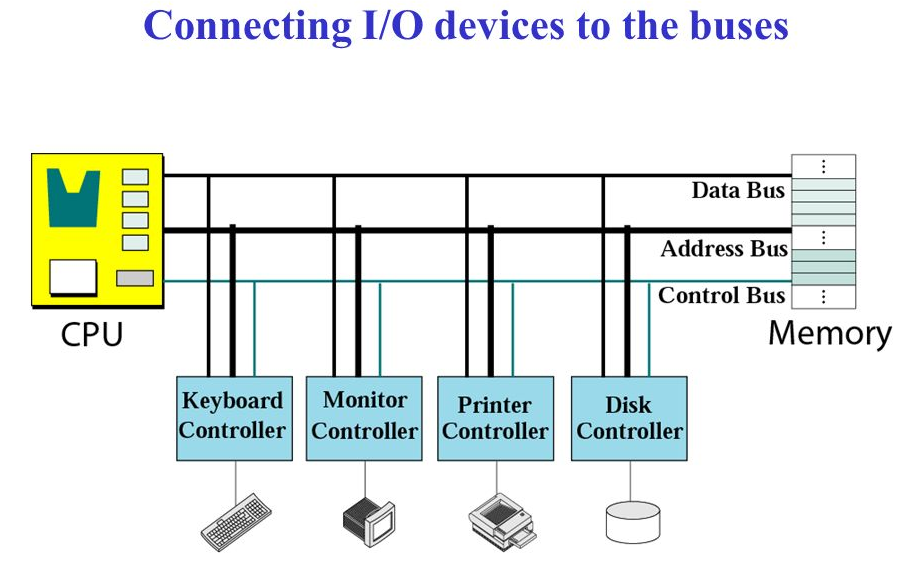 Connecting I/O devices to the buses
Data Bus
Address Bus
Control Bus
CPU
Memory
Keyboard
Controller
Monitor
Controller
Printer
Controller
Disk
Controller